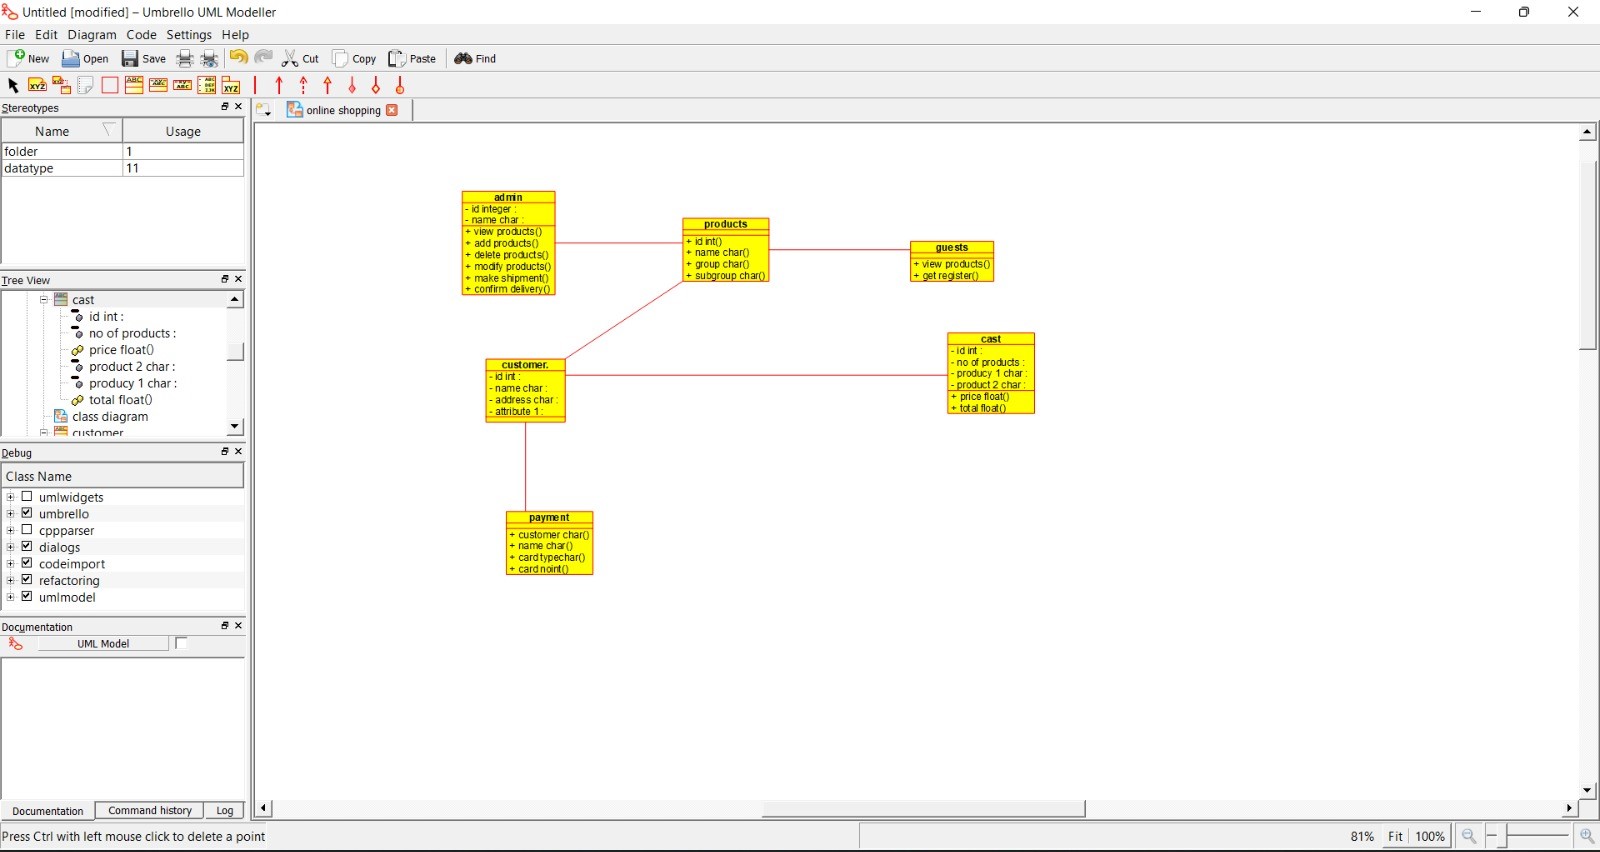 Untitled [modified] – Umbrello UML Modeller
File Edit Diagram Code Settings Help
New Open Save Cut Copy Paste Find
Stereotypes
online shopping
Name Usage
folder 1
datatype 11
Tree View
cast
id int :
no of products :
price float()
product 2 char :
producy 1 char :
total float()
class diagram
customer
Debug
Class Name
umlwidgets
umbrello
cppparser
dialogs
codeimport
refactoring
umlmodel
Documentation
UML Model
Documentation Command history Log
Press Ctrl with left mouse click to delete a point
admin
- id integer :
- name char :
+ view products()
+ add products()
+ delete products()
+ modify products()
+ make shipment()
+ confirm delivery()
products
+ id int()
+ name char()
+ group char()
+ subgroup char()
guests
+ view products()
+ get register()
customer.
- id int :
- name char :
- address char :
- attribute 1 :
cast
- id int :
- no of products :
- producy 1 char :
- product 2 char :
+ price float()
+ total float()
payment
+ customer char()
+ name char()
+ card typechar()
+ card noint()
81% Fit 100%